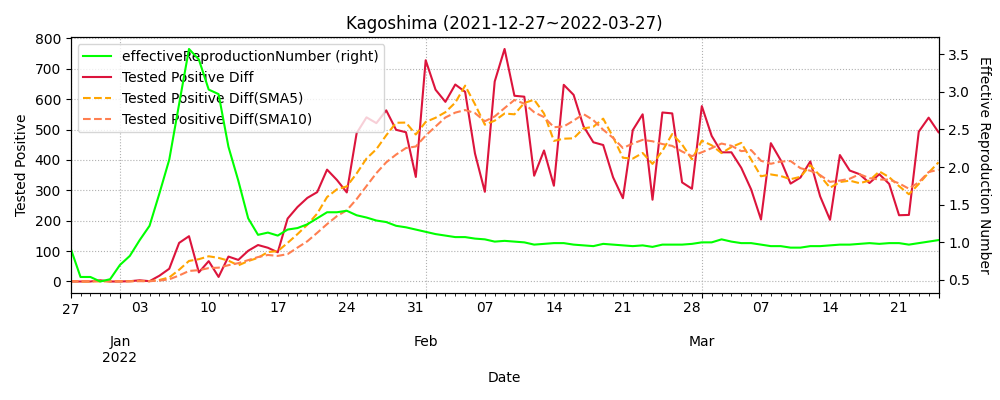 Kagoshima (2021-12-27~2022-03-27)
effectiveReproductionNumber (right)
Tested Positive Diff
Tested Positive Diff(SMA5)
Tested Positive Diff(SMA10)
Tested Positive
800
700
600
500
400
300
200
100
0
Effective Reproduction Number
3.5
3.0
2.5
2.0
1.5
1.0
0.5
27 03 10 17 24 07 14 21 28 07 14 21
Jan Feb Mar
2022
Date